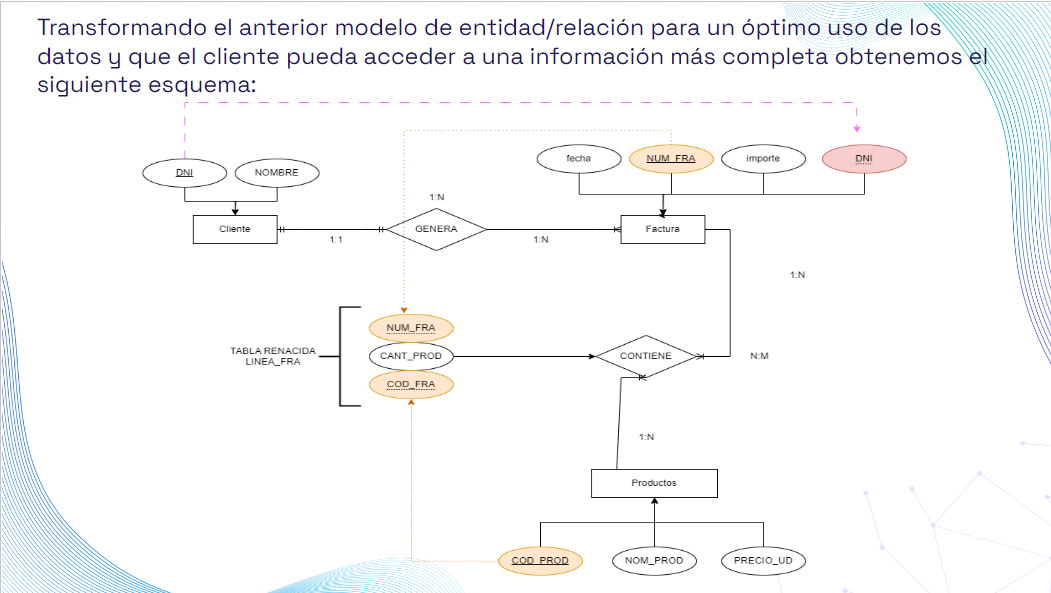 Transformando el anterior modelo de entidad/relación para un óptimo uso de los
datos y que el cliente pueda acceder a una información más completa obtenemos el
siguiente esquema:
DNI
NOMBRE
fecha
NUM_FRA
importe
DNI
1:N
Cliente
GENERA
Factura
1:1
1:N
1:N
NUM_FRA
TABLA RENACIDA
LINEA_FRA
CANT_PROD
CONTIENE
N:M
COD_FRA
1:N
Productos
COD_PROD
NOM_PROD
PRECIO_UD